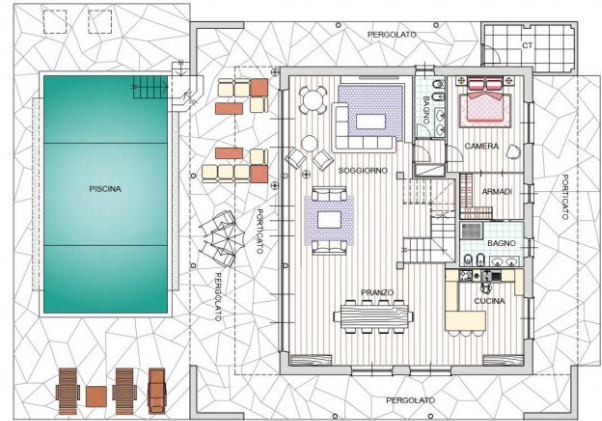 PERGOLATO
CT
BAGNO
CAMERA
PISCINA
SOGGIORNO
ARMADI
PORTICATO
PORTICATO
BAGNO
PERGOLATO
PRANZO
CUCINA
PERGOLATO